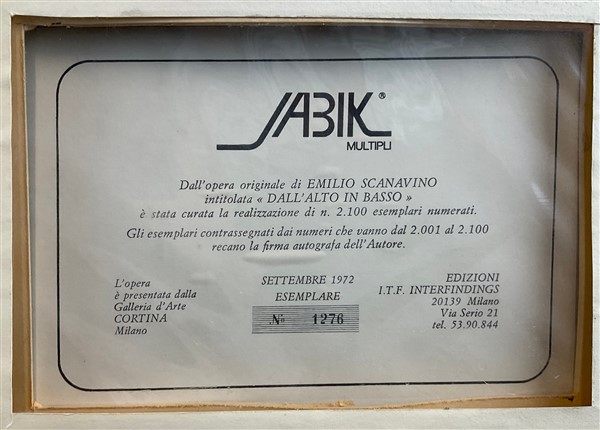 JABIK®
MULTIPLI
Dall'opera originale di EMILIO SCANAVINO
intitolata « DALL'ALTO IN BASSO »
è stata curata la realizzazione di n. 2.100 esemplari numerati.
Gli esemplari contrassegnati dai numeri che vanno dal 2.001 al 2.100
recano la firma autografa dell'Autore.
L'opera
è presentata dalla
Galleria d'Arte
CORTINA
Milano
SETTEMBRE 1972
ESEMPLARE
№ 1276
EDIZIONI
I.T.F. INTERFINDINGS
20139 Milano
Via Serio 21
tel. 53.90.844